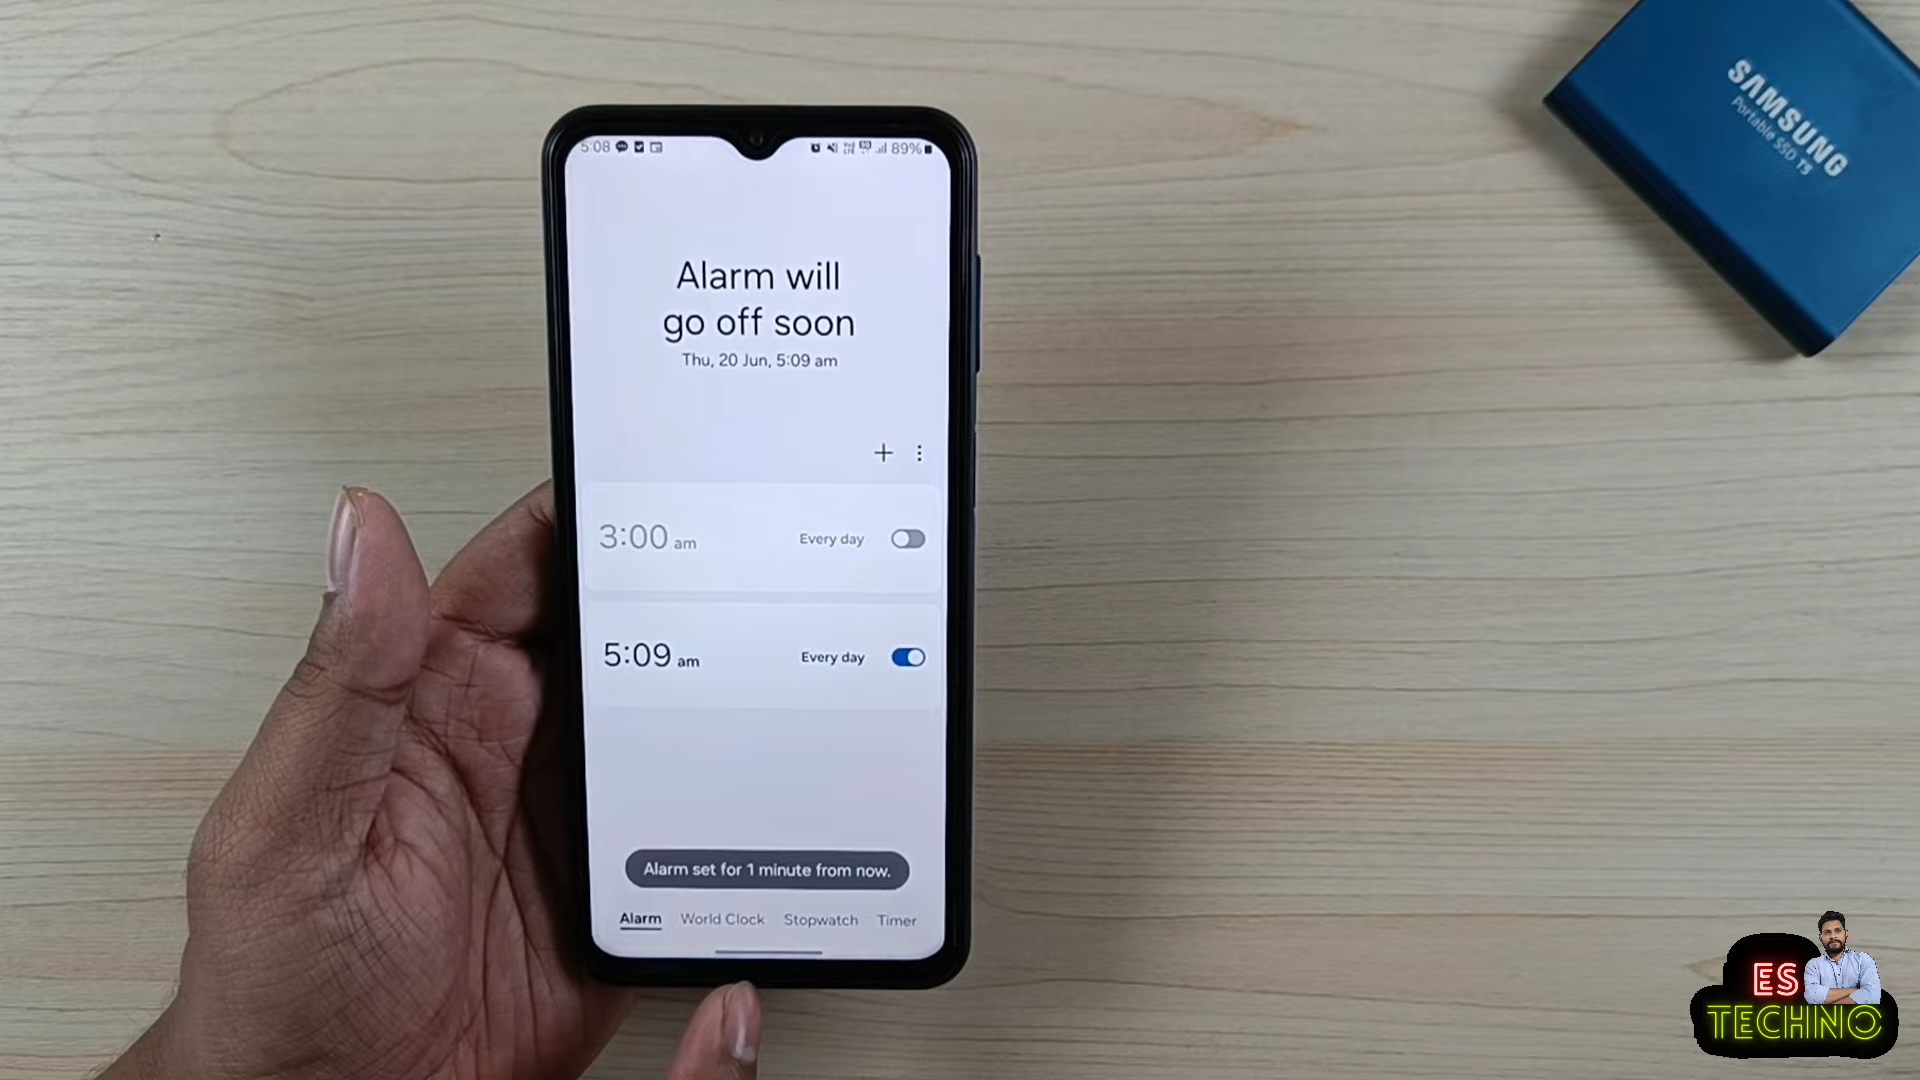 5:08
89%
Alarm will
go off soon
Thu, 20 Jun, 5:09 am
3:00 am Every day
5:09 am Every day
Alarm set for 1 minute from now.
Alarm World Clock Stopwatch Timer
SAMSUNG
Portable SSD T5
ES
TECHNO